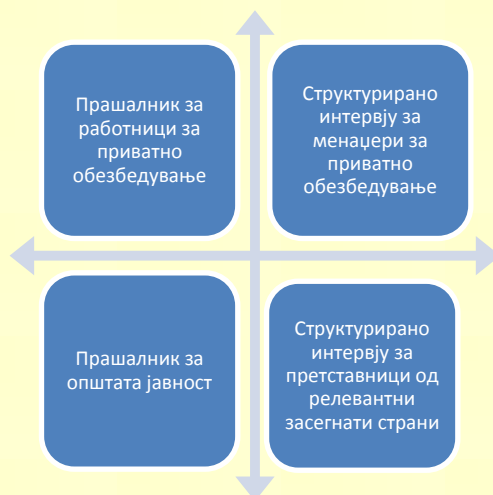 Прашалник за
работници за
приватно
обезбедување
Структурирано
интервју за
менаџери за
приватно
обезбедување
Прашалник за
општата јавност
Структурирано
интервју за
претставници од
релевантни
засегнати страни